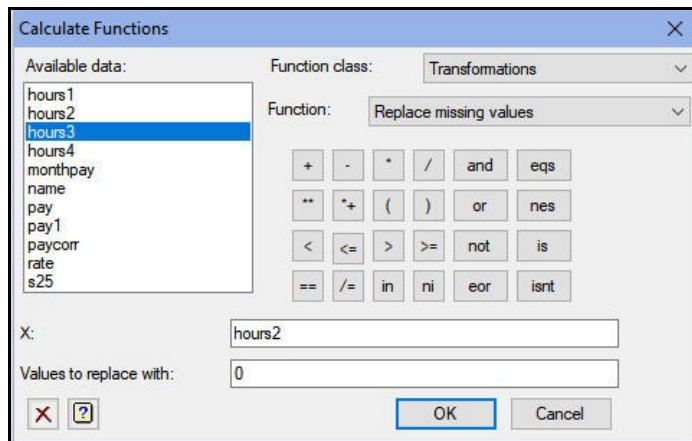 Calculate Functions
Available data:
Function class:
Transformations
hours1
hours2
hours3
hours4
monthpay
name
pay
pay1
paycorr
rate
s25
Function:
Replace missing values
+ - * / and eqs
** *+ ( ) or nes
< <= > >= not is
== /= in ni eor isnt
X:
hours2
Values to replace with:
0
OK
Cancel